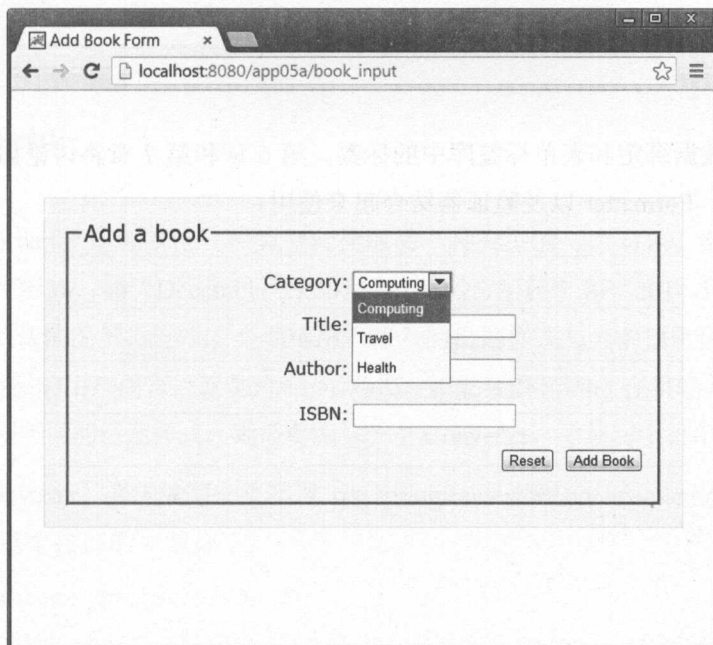 Add Book Form
localhost:8080/app05a/book_input
Add a book
Category: Computing
Computing
Title:
Travel
Author:
Health
ISBN:
Reset Add Book